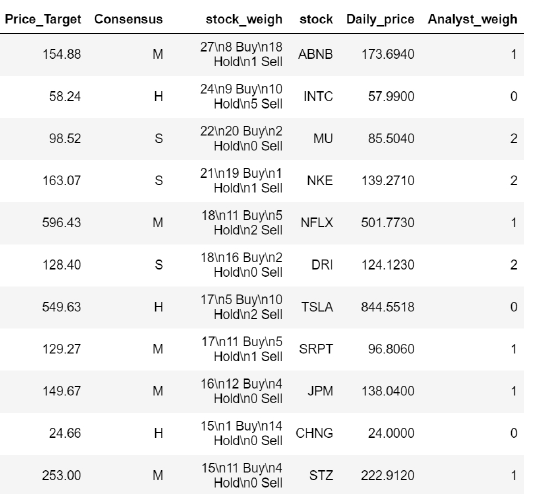 Price_Target Consensus stock_weigh stock Daily_price Analyst_weigh
154.88 M 27\n8 Buy\n18 Hold\n1 Sell ABNB 173.6940 1
58.24 H 24\n9 Buy\n10 Hold\n5 Sell INTC 57.9900 0
98.52 S 22\n20 Buy\n2 Hold\n0 Sell MU 85.5040 2
163.07 S 21\n19 Buy\n1 Hold\n1 Sell NKE 139.2710 2
596.43 M 18\n11 Buy\n5 Hold\n2 Sell NFLX 501.7730 1
128.40 S 18\n16 Buy\n2 Hold\n0 Sell DRI 124.1230 2
549.63 H 17\n5 Buy\n10 Hold\n2 Sell TSLA 844.5518 0
129.27 M 17\n11 Buy\n5 Hold\n1 Sell SRPT 96.8060 1
149.67 M 16\n12 Buy\n4 Hold\n0 Sell JPM 138.0400 1
24.66 H 15\n1 Buy\n14 Hold\n0 Sell CHNG 24.0000 0
253.00 M 15\n11 Buy\n4 Hold\n0 Sell STZ 222.9120 1